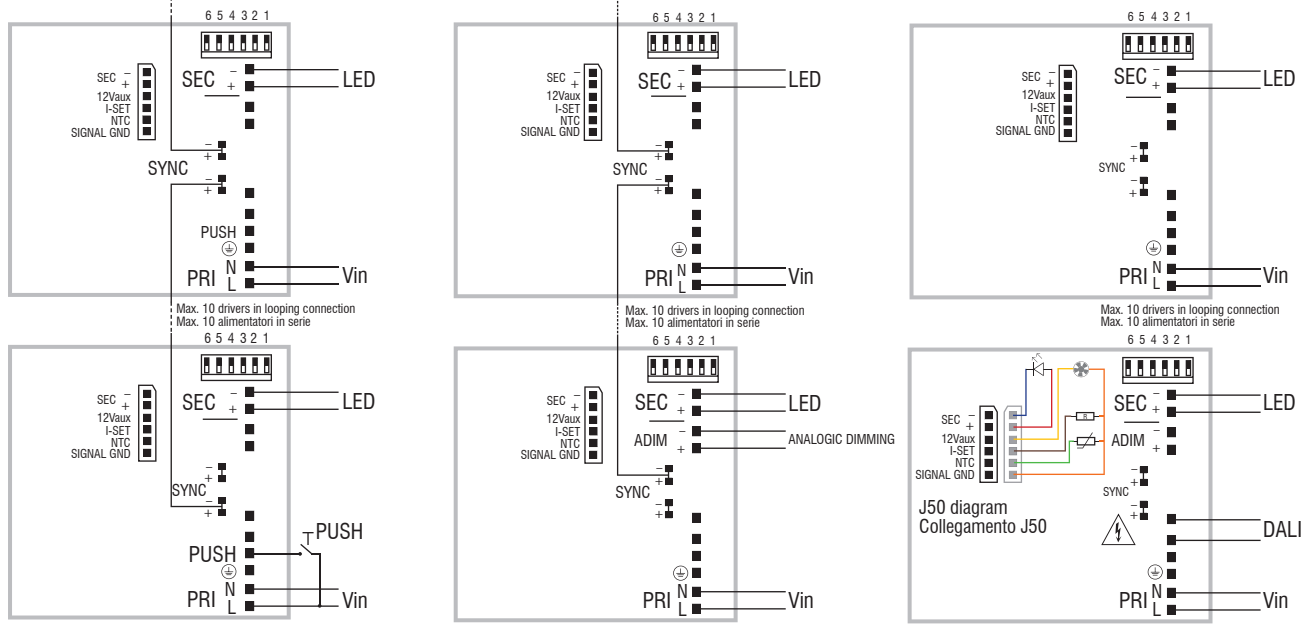 6 5 4 3 2 1
SEC
–
+
12Vaux
I-SET
NTC
SIGNAL GND
SEC
–
+
LED
–
+
SYNC
–
+
PUSH
PRI
N
L
Vin
Max. 10 drivers in looping connection
Max. 10 alimentatori in serie
6 5 4 3 2 1
SEC
–
+
12Vaux
I-SET
NTC
SIGNAL GND
SEC
–
+
LED
–
+
SYNC
–
+
PRI
N
L
Vin
Max. 10 drivers in looping connection
Max. 10 alimentatori in serie
6 5 4 3 2 1
SEC
–
+
12Vaux
I-SET
NTC
SIGNAL GND
SEC
–
+
LED
–
+
SYNC
–
+
PRI
N
L
Vin
Max. 10 drivers in looping connection
Max. 10 alimentatori in serie
6 5 4 3 2 1
SEC
–
+
12Vaux
I-SET
NTC
SIGNAL GND
SEC
–
+
LED
–
+
SYNC
–
+
PUSH
PUSH
PRI
N
L
Vin
6 5 4 3 2 1
SEC
–
+
12Vaux
I-SET
NTC
SIGNAL GND
SEC
–
+
LED
ADIM
–
+
ANALOGIC DIMMING
–
+
SYNC
–
+
PRI
N
L
Vin
6 5 4 3 2 1
SEC
–
+
12Vaux
I-SET
NTC
SIGNAL GND
R
SEC
–
+
LED
ADIM
–
+
–
+
SYNC
–
+
J50 diagram
Collegamento J50
DALI
PRI
N
L
Vin